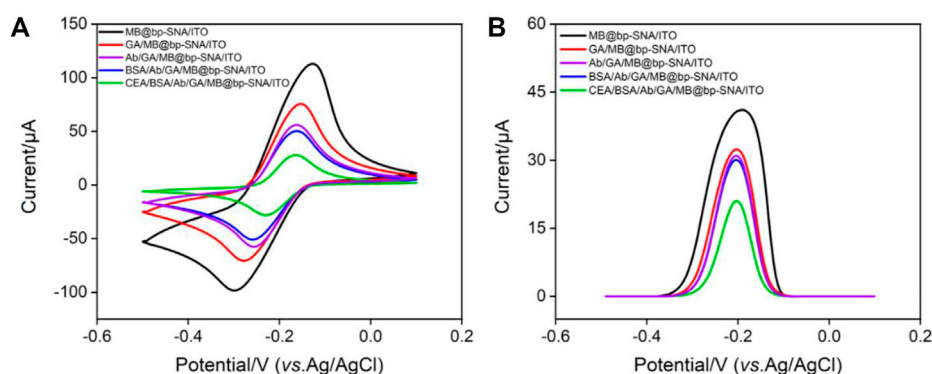 A
MB@bp-SNA/ITO
GA/MB@bp-SNA/ITO
Ab/GA/MB@bp-SNA/ITO
BSA/Ab/GA/MB@bp-SNA/ITO
CEA/BSA/Ab/GA/MB@bp-SNA/ITO
150
100
50
0
-50
-100
Current/μA
-0.6 -0.4 -0.2 0.0 0.2
Potential/V (vs.Ag/AgCl)
B
MB@bp-SNA/ITO
GA/MB@bp-SNA/ITO
Ab/GA/MB@bp-SNA/ITO
BSA/Ab/GA/MB@bp-SNA/ITO
CEA/BSA/Ab/GA/MB@bp-SNA/ITO
60
45
30
15
0
Current/μA
-0.6 -0.4 -0.2 0.0 0.2
Potential/V (vs.Ag/AgCl)